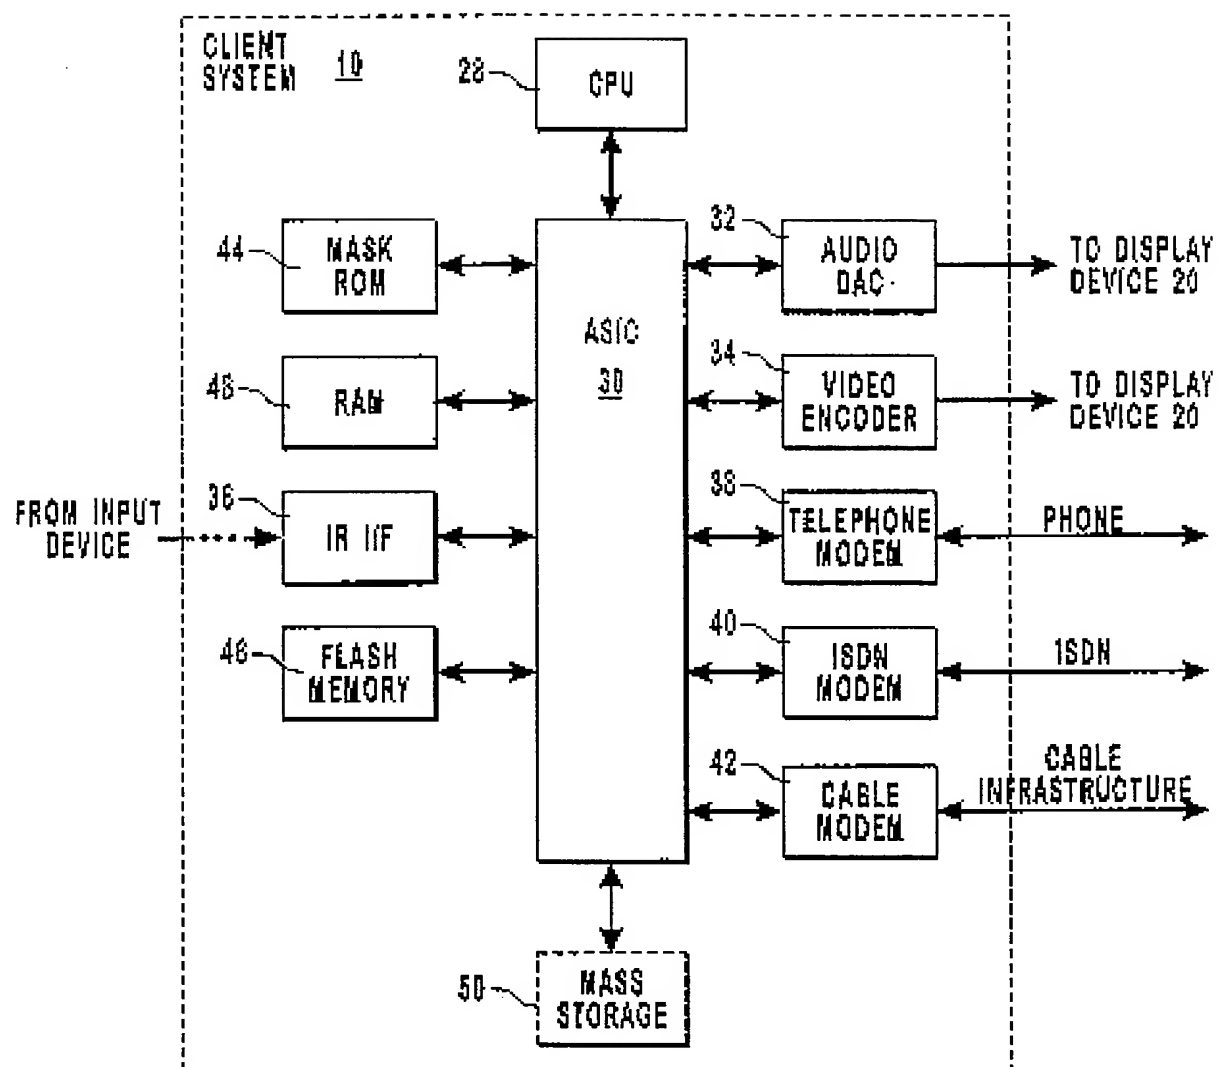 CLIENT
SYSTEM
10
28
CPU
44
MASK
ROM
32
AUDIO
DAC
TO DISPLAY
DEVICE 20
ASIC
30
RAM
34
VIDEO
ENCODER
TO DISPLAY
DEVICE 20
FROM INPUT
DEVICE
36
IR I/F
38
TELEPHONE
MODEM
PHONE
FLASH
MEMORY
40
ISDN
MODEM
ISDN
42
CABLE
MODEM
CABLE
INFRASTRUCTURE
50
MASS
STORAGE